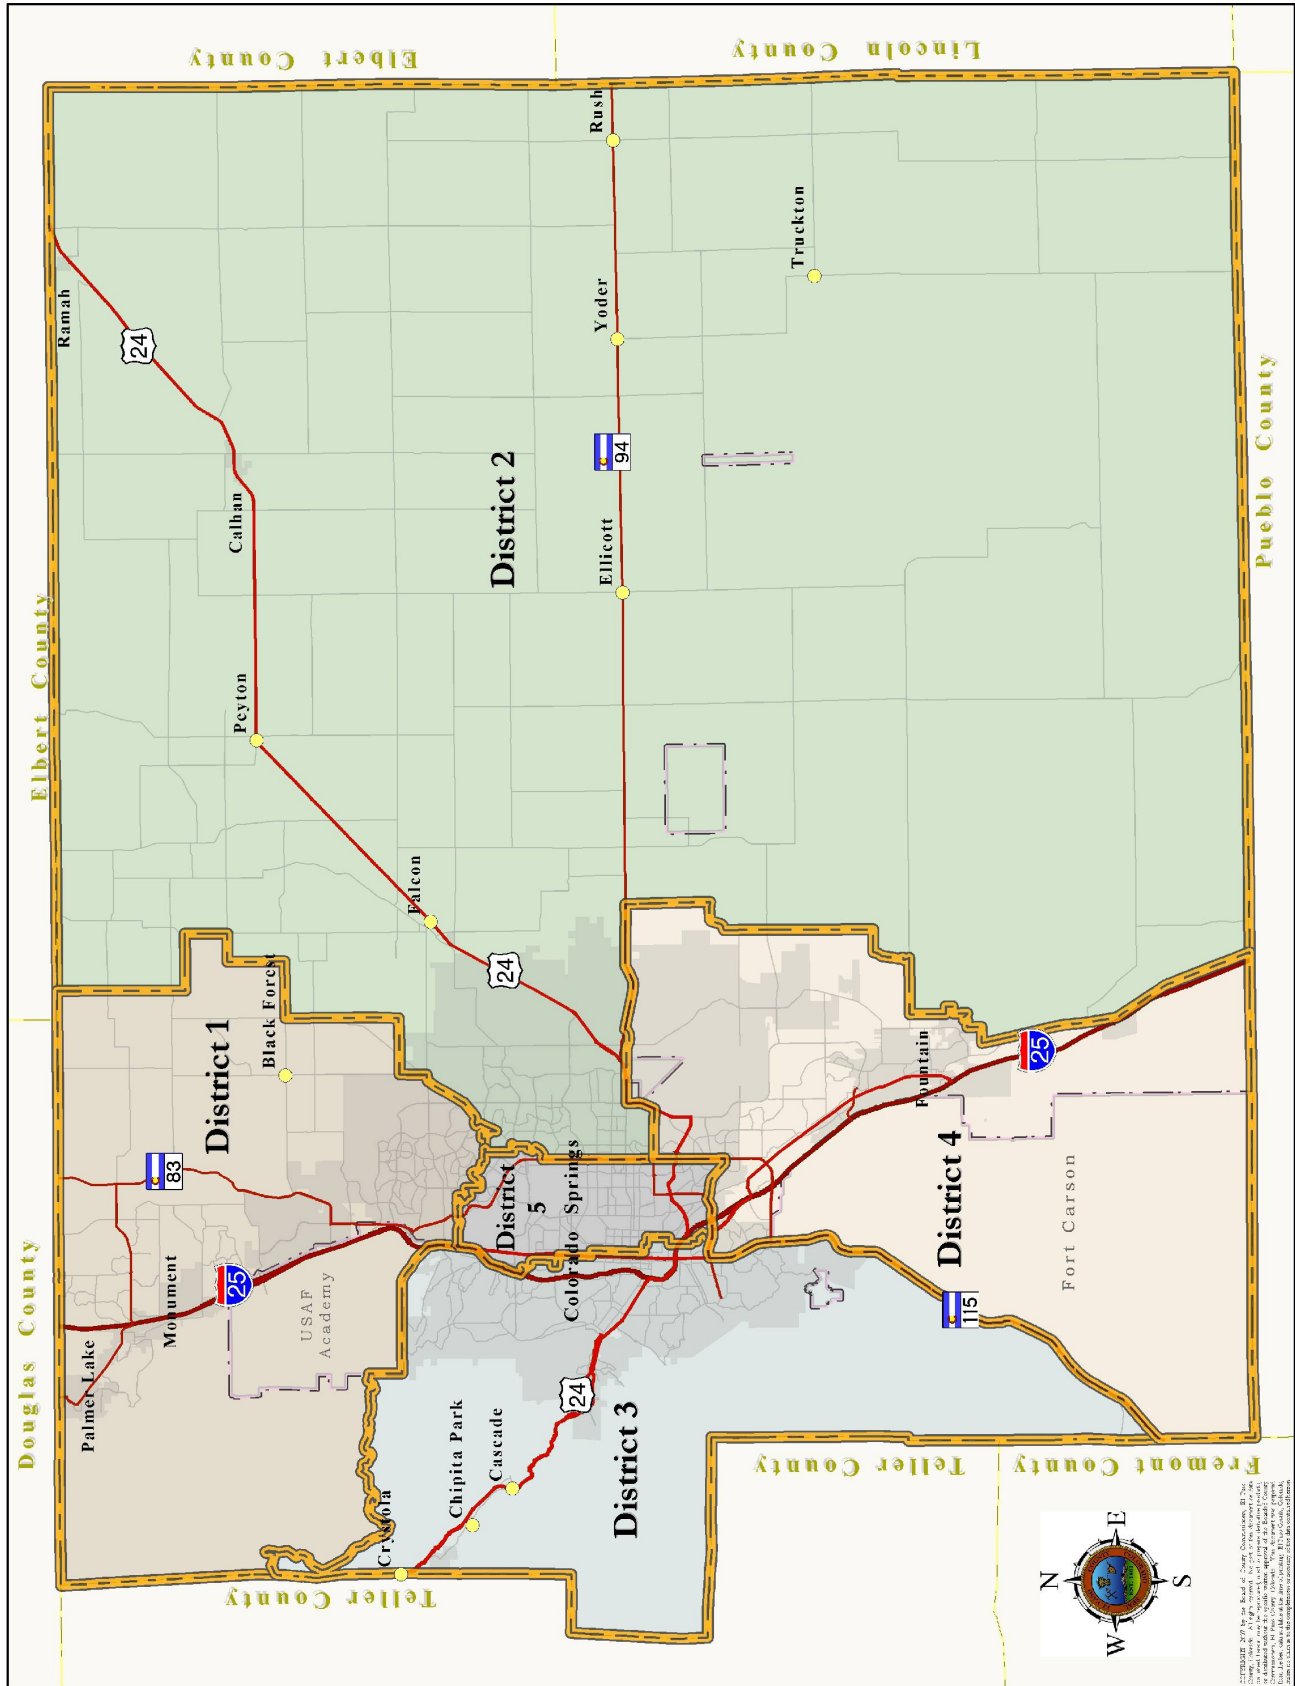 Douglas County
Elbert County
Elbert County
Lincoln County
Pueblo County
Fremont County
Teller County
Teller County
Palmer Lake
Monument
83
25
USAF
Academy
District 1
Black Forest
Ramah
24
Calhan
Peyton
Falcon
24
District 2
Rush
Yoder
94
Ellicott
Truckton
Crystola
Chipita Park
Cascade
24
District 3
District
5
Colorado Springs
Fountain
25
District 4
115
Fort Carson
N
W
E
S